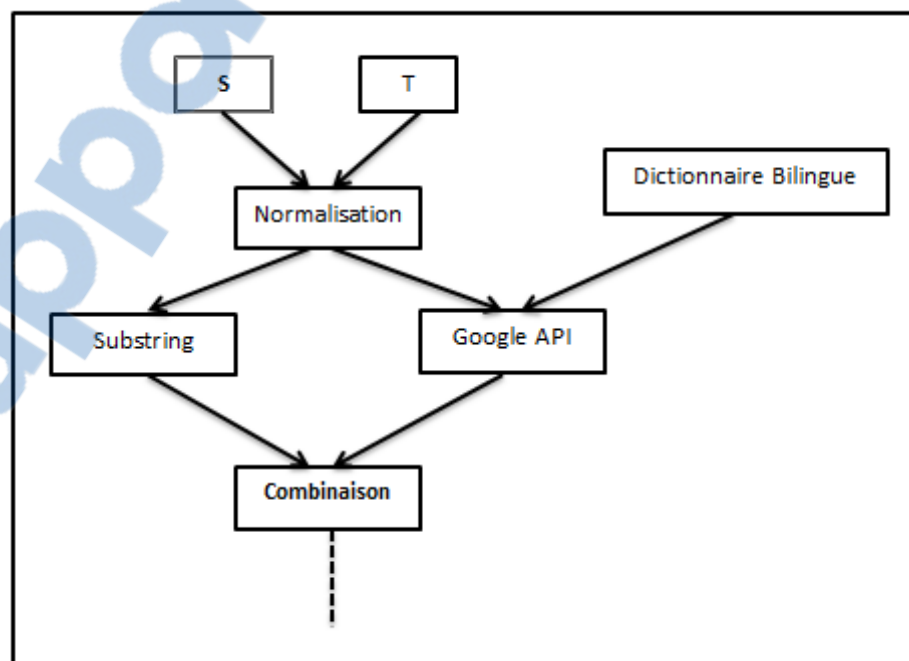 S
T
Dictionnaire Bilingue
Normalisation
Substring
Google API
Combinaison